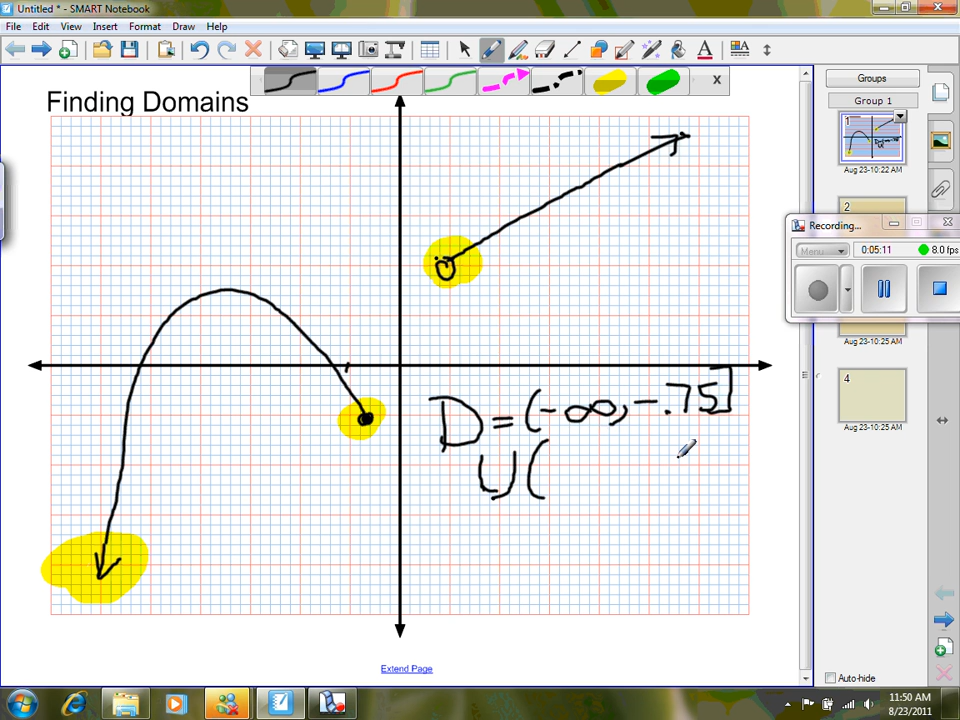 Untitled * - SMART Notebook
File Edit View Insert Format Draw Help
Finding Domains
D = (-∞, -.75]
U (
Extend Page
Groups
Group 1
1
Aug 23-10:22 AM
2
Recording...
Menu
0:05:11
8.0 fps
Aug 23-10:25 AM
4
Aug 23-10:25 AM
Auto-hide
11:50 AM
8/23/2011